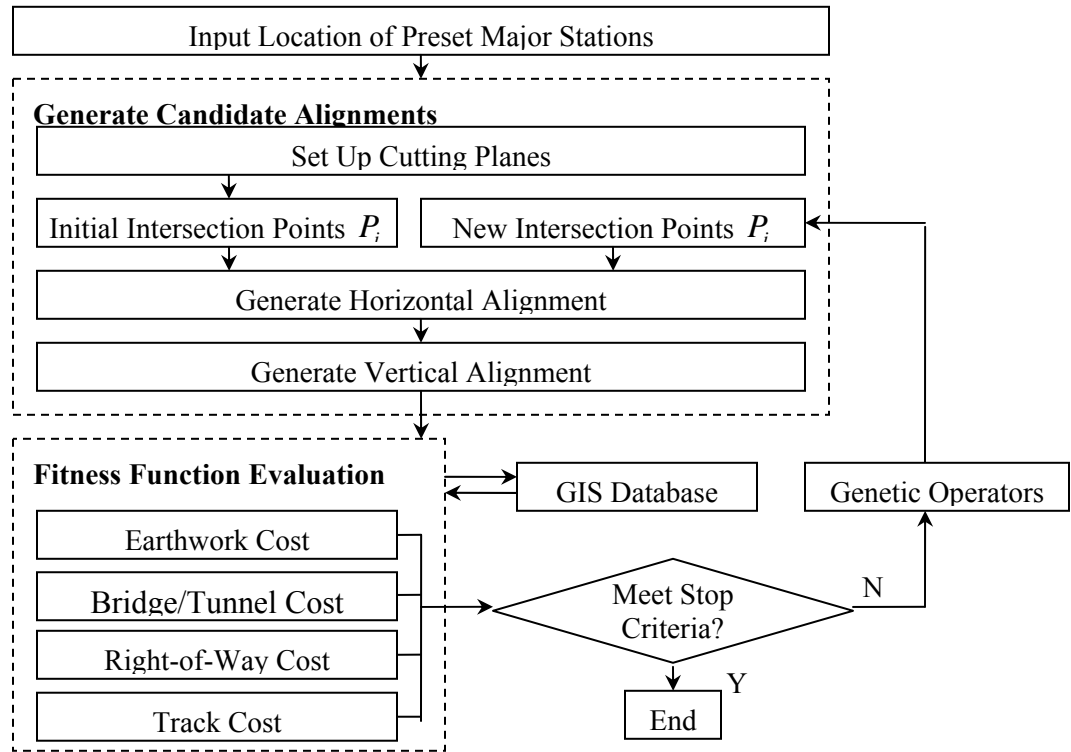 Input Location of Preset Major Stations
Generate Candidate Alignments
Set Up Cutting Planes
Initial Intersection Points P_i
New Intersection Points P_i
Generate Horizontal Alignment
Generate Vertical Alignment
Fitness Function Evaluation
GIS Database
Genetic Operators
Earthwork Cost
Bridge/Tunnel Cost
Right-of-Way Cost
Track Cost
Meet Stop
Criteria?
N
Y
End